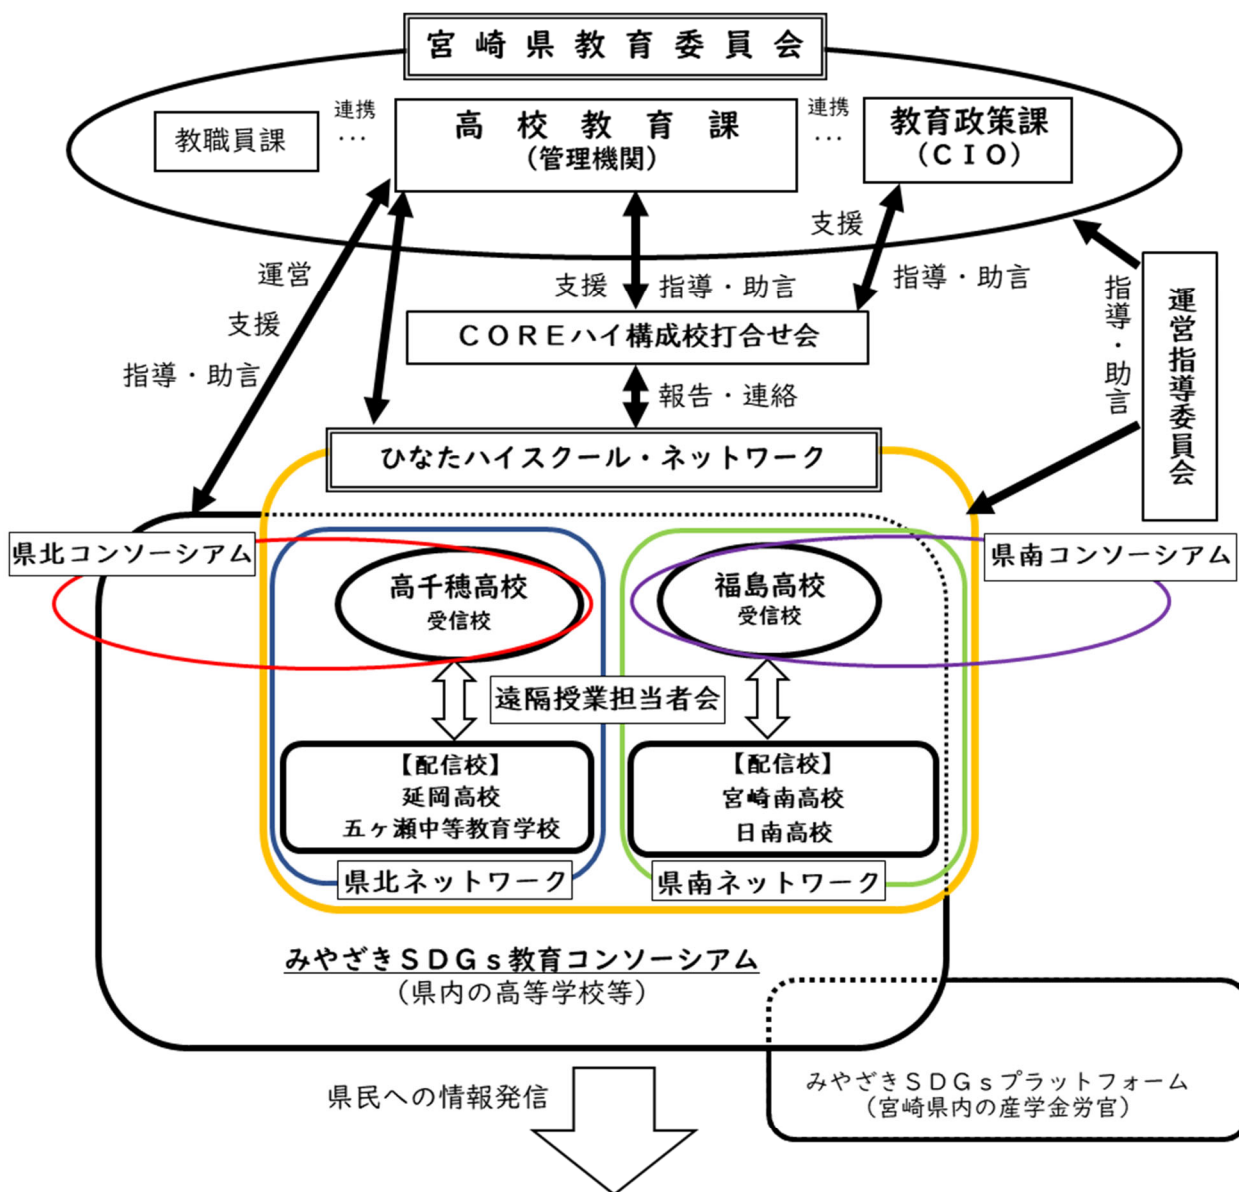 宮崎県教育委員会
教職員課
連携
…
高校教育課
（管理機関）
連携
…
教育政策課
（ＣＩＯ）
運営
支援
指導・助言
支援
指導・助言
支援
指導・助言
指導・助言
運営指導委員会
ＣＯＲＥハイ構成校打合せ会
報告・連絡
ひなたハイスクール・ネットワーク
県北コンソーシアム
県南コンソーシアム
高千穂高校
受信校
福島高校
受信校
遠隔授業担当者会
【配信校】
延岡高校
五ヶ瀬中等教育学校
【配信校】
宮崎南高校
日南高校
県北ネットワーク
県南ネットワーク
みやざきＳＤＧｓ教育コンソーシアム
（県内の高等学校等）
みやざきＳＤＧｓプラットフォーム
（宮崎県内の産学金労官）
県民への情報発信